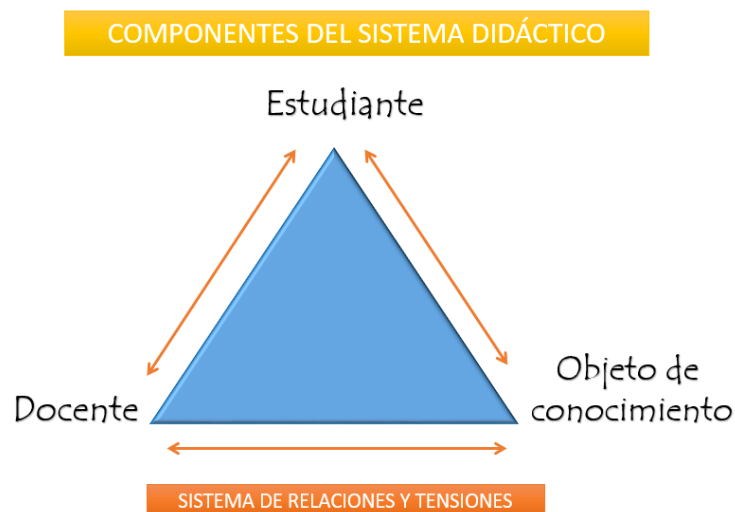 COMPONENTES DEL SISTEMA DIDÁCTICO
Estudiante
Docente
Objeto de
conocimiento
SISTEMA DE RELACIONES Y TENSIONES